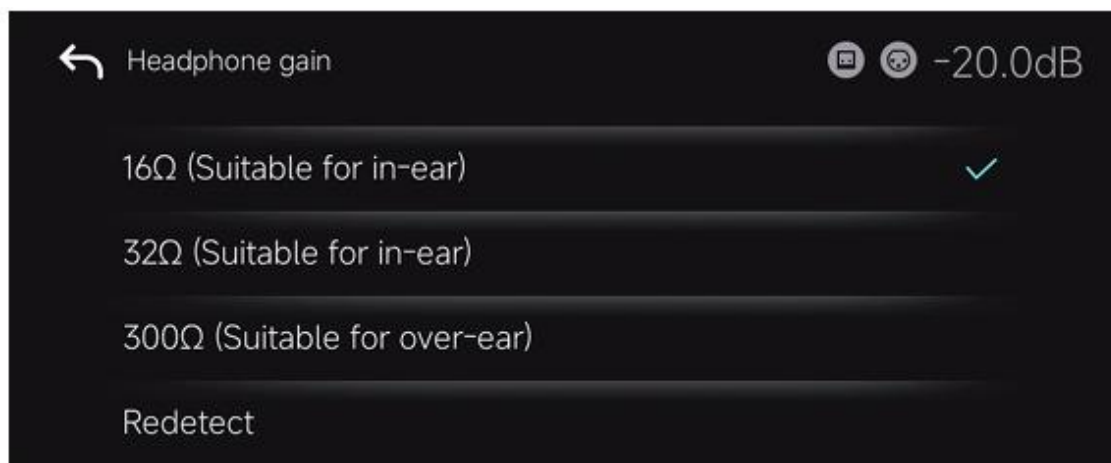 Headphone gain -20.0dB
16Ω (Suitable for in-ear)
32Ω (Suitable for in-ear)
300Ω (Suitable for over-ear)
Redetect